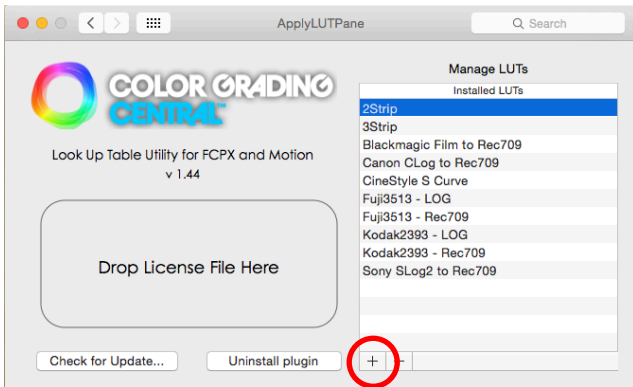 ApplyLUTPane
Search
COLOR GRADING
CENTRAL™
Look Up Table Utility for FCPX and Motion
v 1.44
Drop License File Here
Check for Update...
Uninstall plugin
Manage LUTs
Installed LUTs
2Strip
3Strip
Blackmagic Film to Rec709
Canon CLog to Rec709
CineStyle S Curve
Fuji3513 - LOG
Fuji3513 - Rec709
Kodak2393 - LOG
Kodak2393 - Rec709
Sony SLog2 to Rec709
+ −